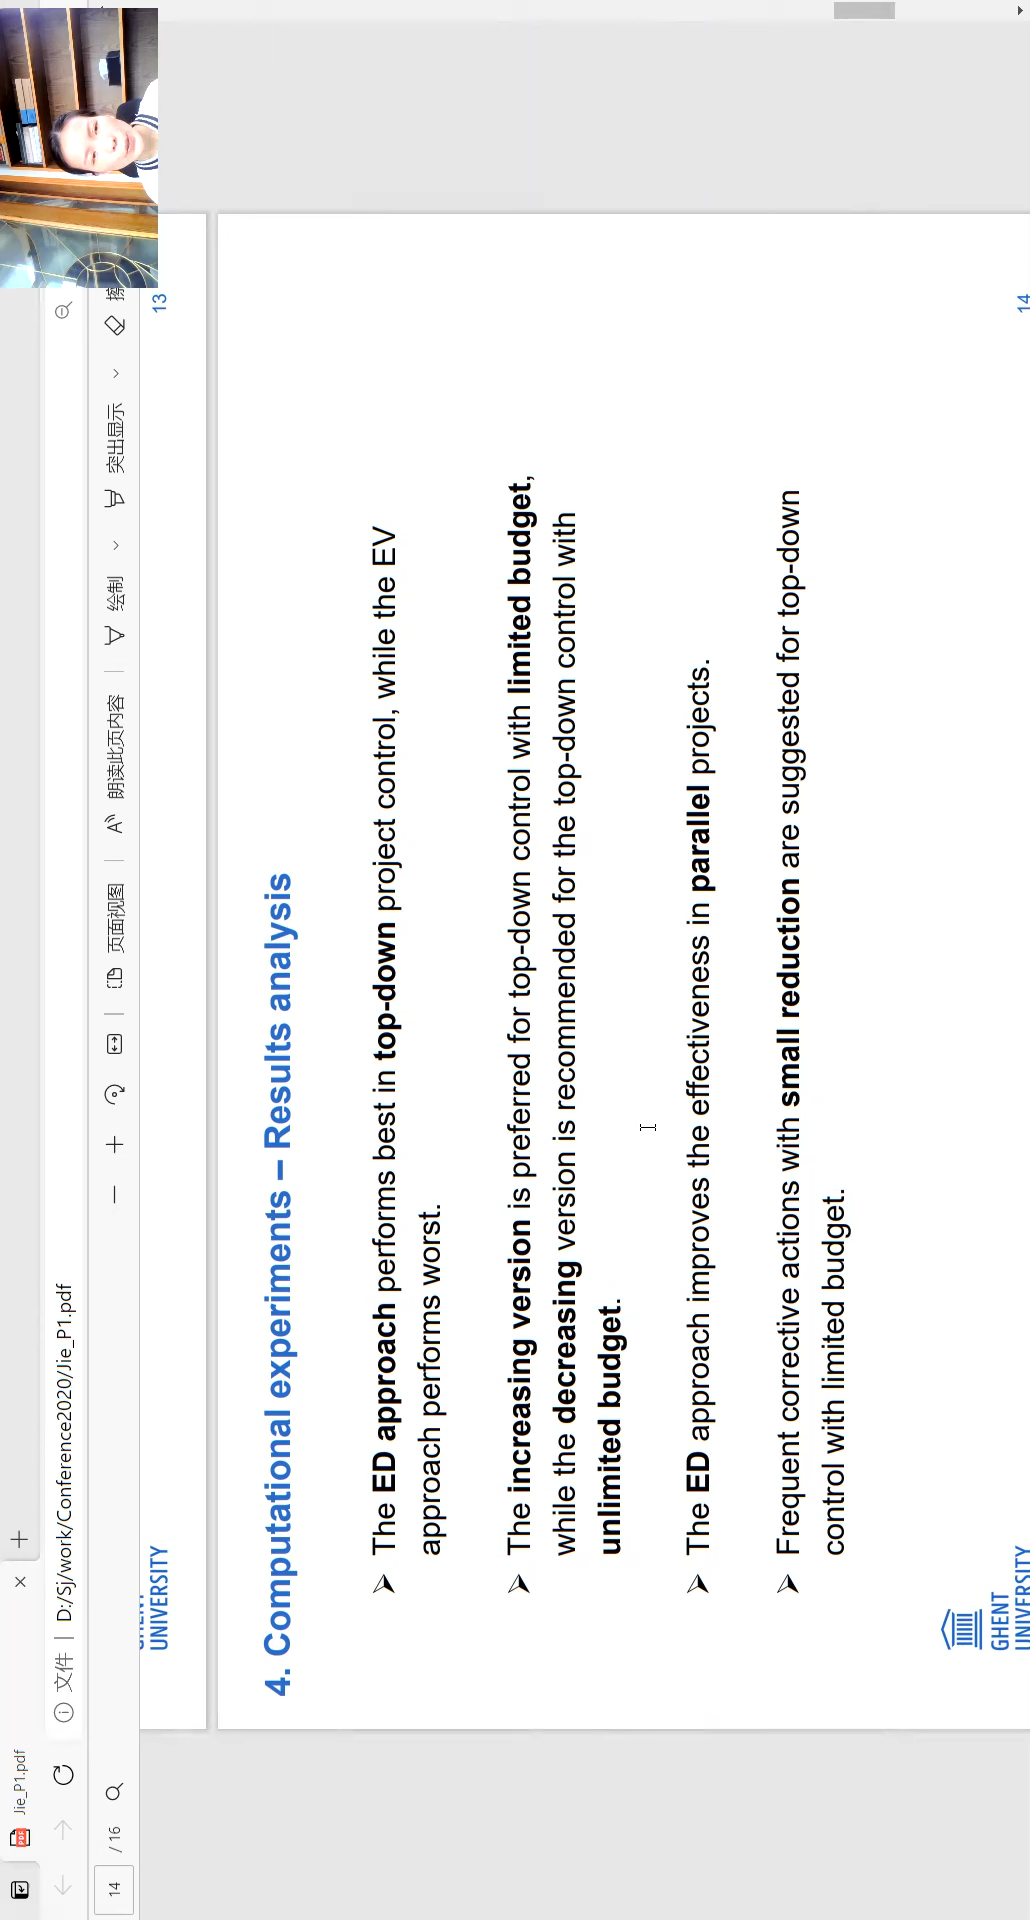 Jie_P1.pdf
文件 | D:/Sj/work/Conference2020/Jie_P1.pdf
14 / 16
页面视图
朗读此页内容
绘制
突出显示
UNIVERSITY
13
4. Computational experiments – Results analysis
➤ The ED approach performs best in top-down project control, while the EV
approach performs worst.
➤ The increasing version is preferred for top-down control with limited budget,
while the decreasing version is recommended for the top-down control with
unlimited budget.
➤ The ED approach improves the effectiveness in parallel projects.
➤ Frequent corrective actions with small reduction are suggested for top-down
control with limited budget.
GHENT
UNIVERSITY
14